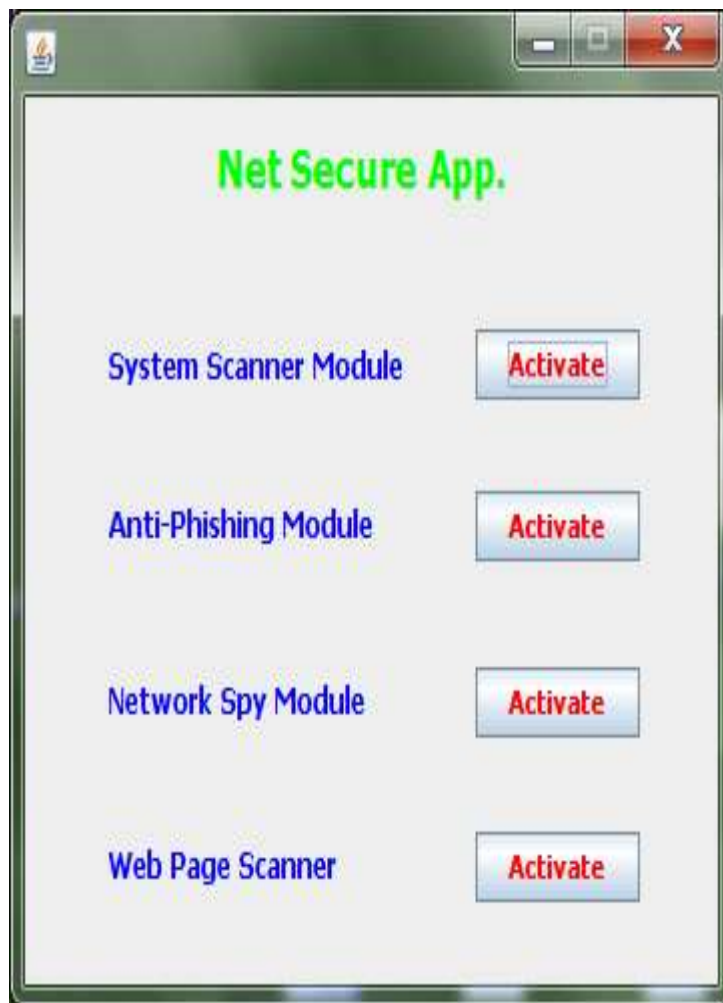 Net Secure App.
System Scanner Module Activate
Anti-Phishing Module Activate
Network Spy Module Activate
Web Page Scanner Activate